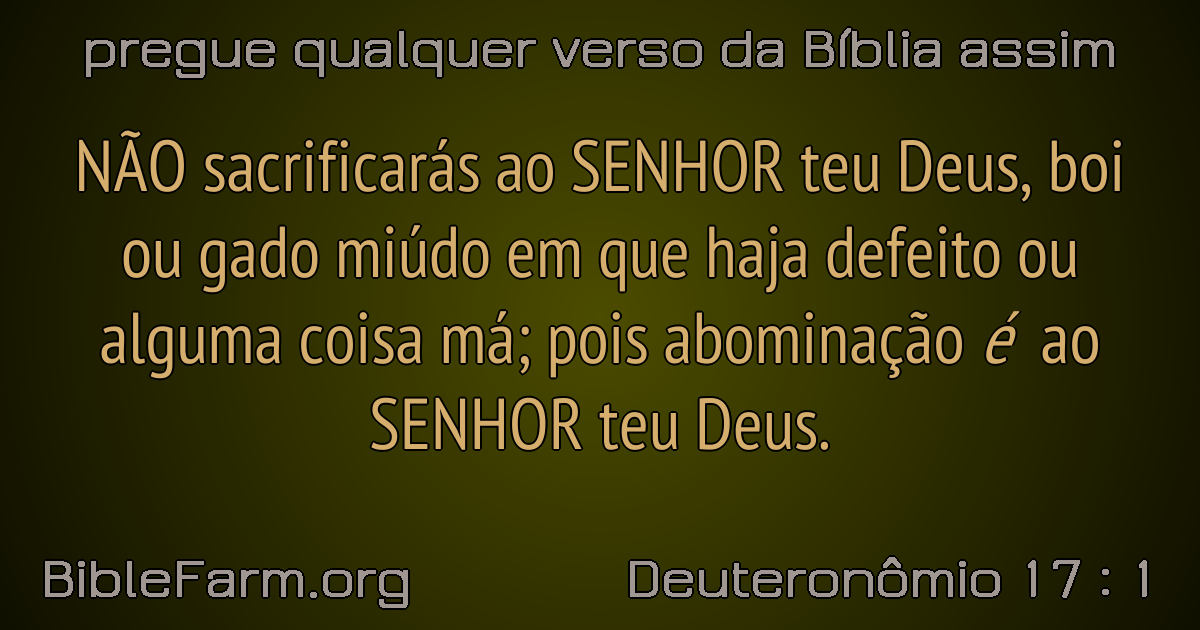 pregue qualquer verso da Bíblia assim
NÃO sacrificarás ao SENHOR teu Deus, boi
ou gado miúdo em que haja defeito ou
alguma coisa má; pois abominação é ao
SENHOR teu Deus.
BibleFarm.org
Deuteronômio 17 : 1